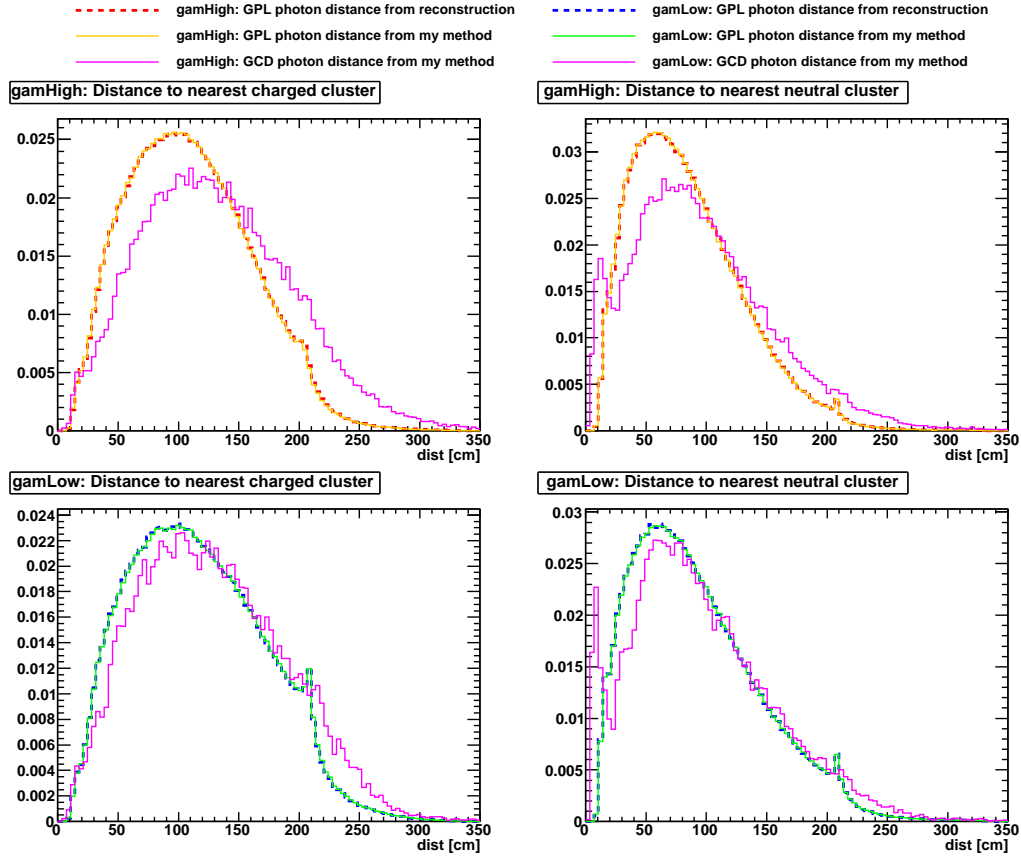 gamHigh: GPL photon distance from reconstruction
gamLow: GPL photon distance from reconstruction
gamHigh: GPL photon distance from my method
gamLow: GPL photon distance from my method
gamHigh: GCD photon distance from my method
gamLow: GCD photon distance from my method
gamHigh: Distance to nearest charged cluster
0.025
0.02
0.015
0.01
0.005
0
0 50 100 150 200 250 300 350
dist [cm]
gamHigh: Distance to nearest neutral cluster
0.03
0.025
0.02
0.015
0.01
0.005
0
0 50 100 150 200 250 300 350
dist [cm]
gamLow: Distance to nearest charged cluster
0.024
0.022
0.02
0.018
0.016
0.014
0.012
0.01
0.008
0.006
0.004
0.002
0
0 50 100 150 200 250 300 350
dist [cm]
gamLow: Distance to nearest neutral cluster
0.03
0.025
0.02
0.015
0.01
0.005
0
0 50 100 150 200 250 300 350
dist [cm]